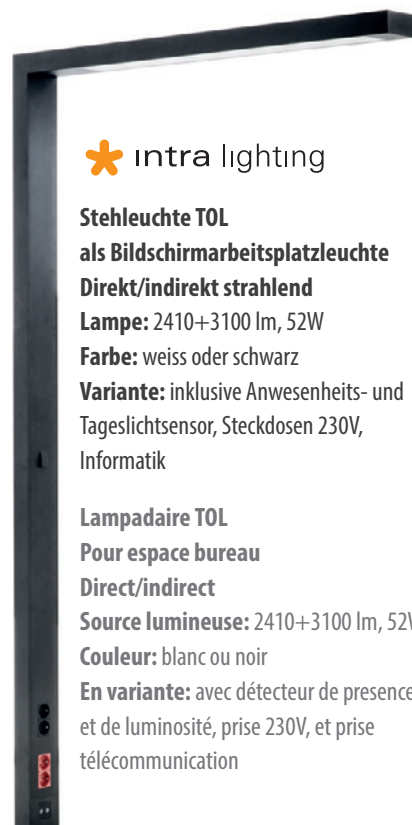 intra lighting
Stehleuchte TOL
als Bildschirmarbeitsplatzleuchte
Direkt/indirekt strahlend
Lampe: 2410+3100 lm, 52W
Farbe: weiss oder schwarz
Variante: inklusive Anwesenheits- und
Tageslichtsensor, Steckdosen 230V,
Informatik
Lampadaire TOL
Pour espace bureau
Direct/indirect
Source lumineuse: 2410+3100 lm, 52W
Couleur: blanc ou noir
En variante: avec détecteur de presence
et de luminosité, prise 230V, et prise
télécommunication